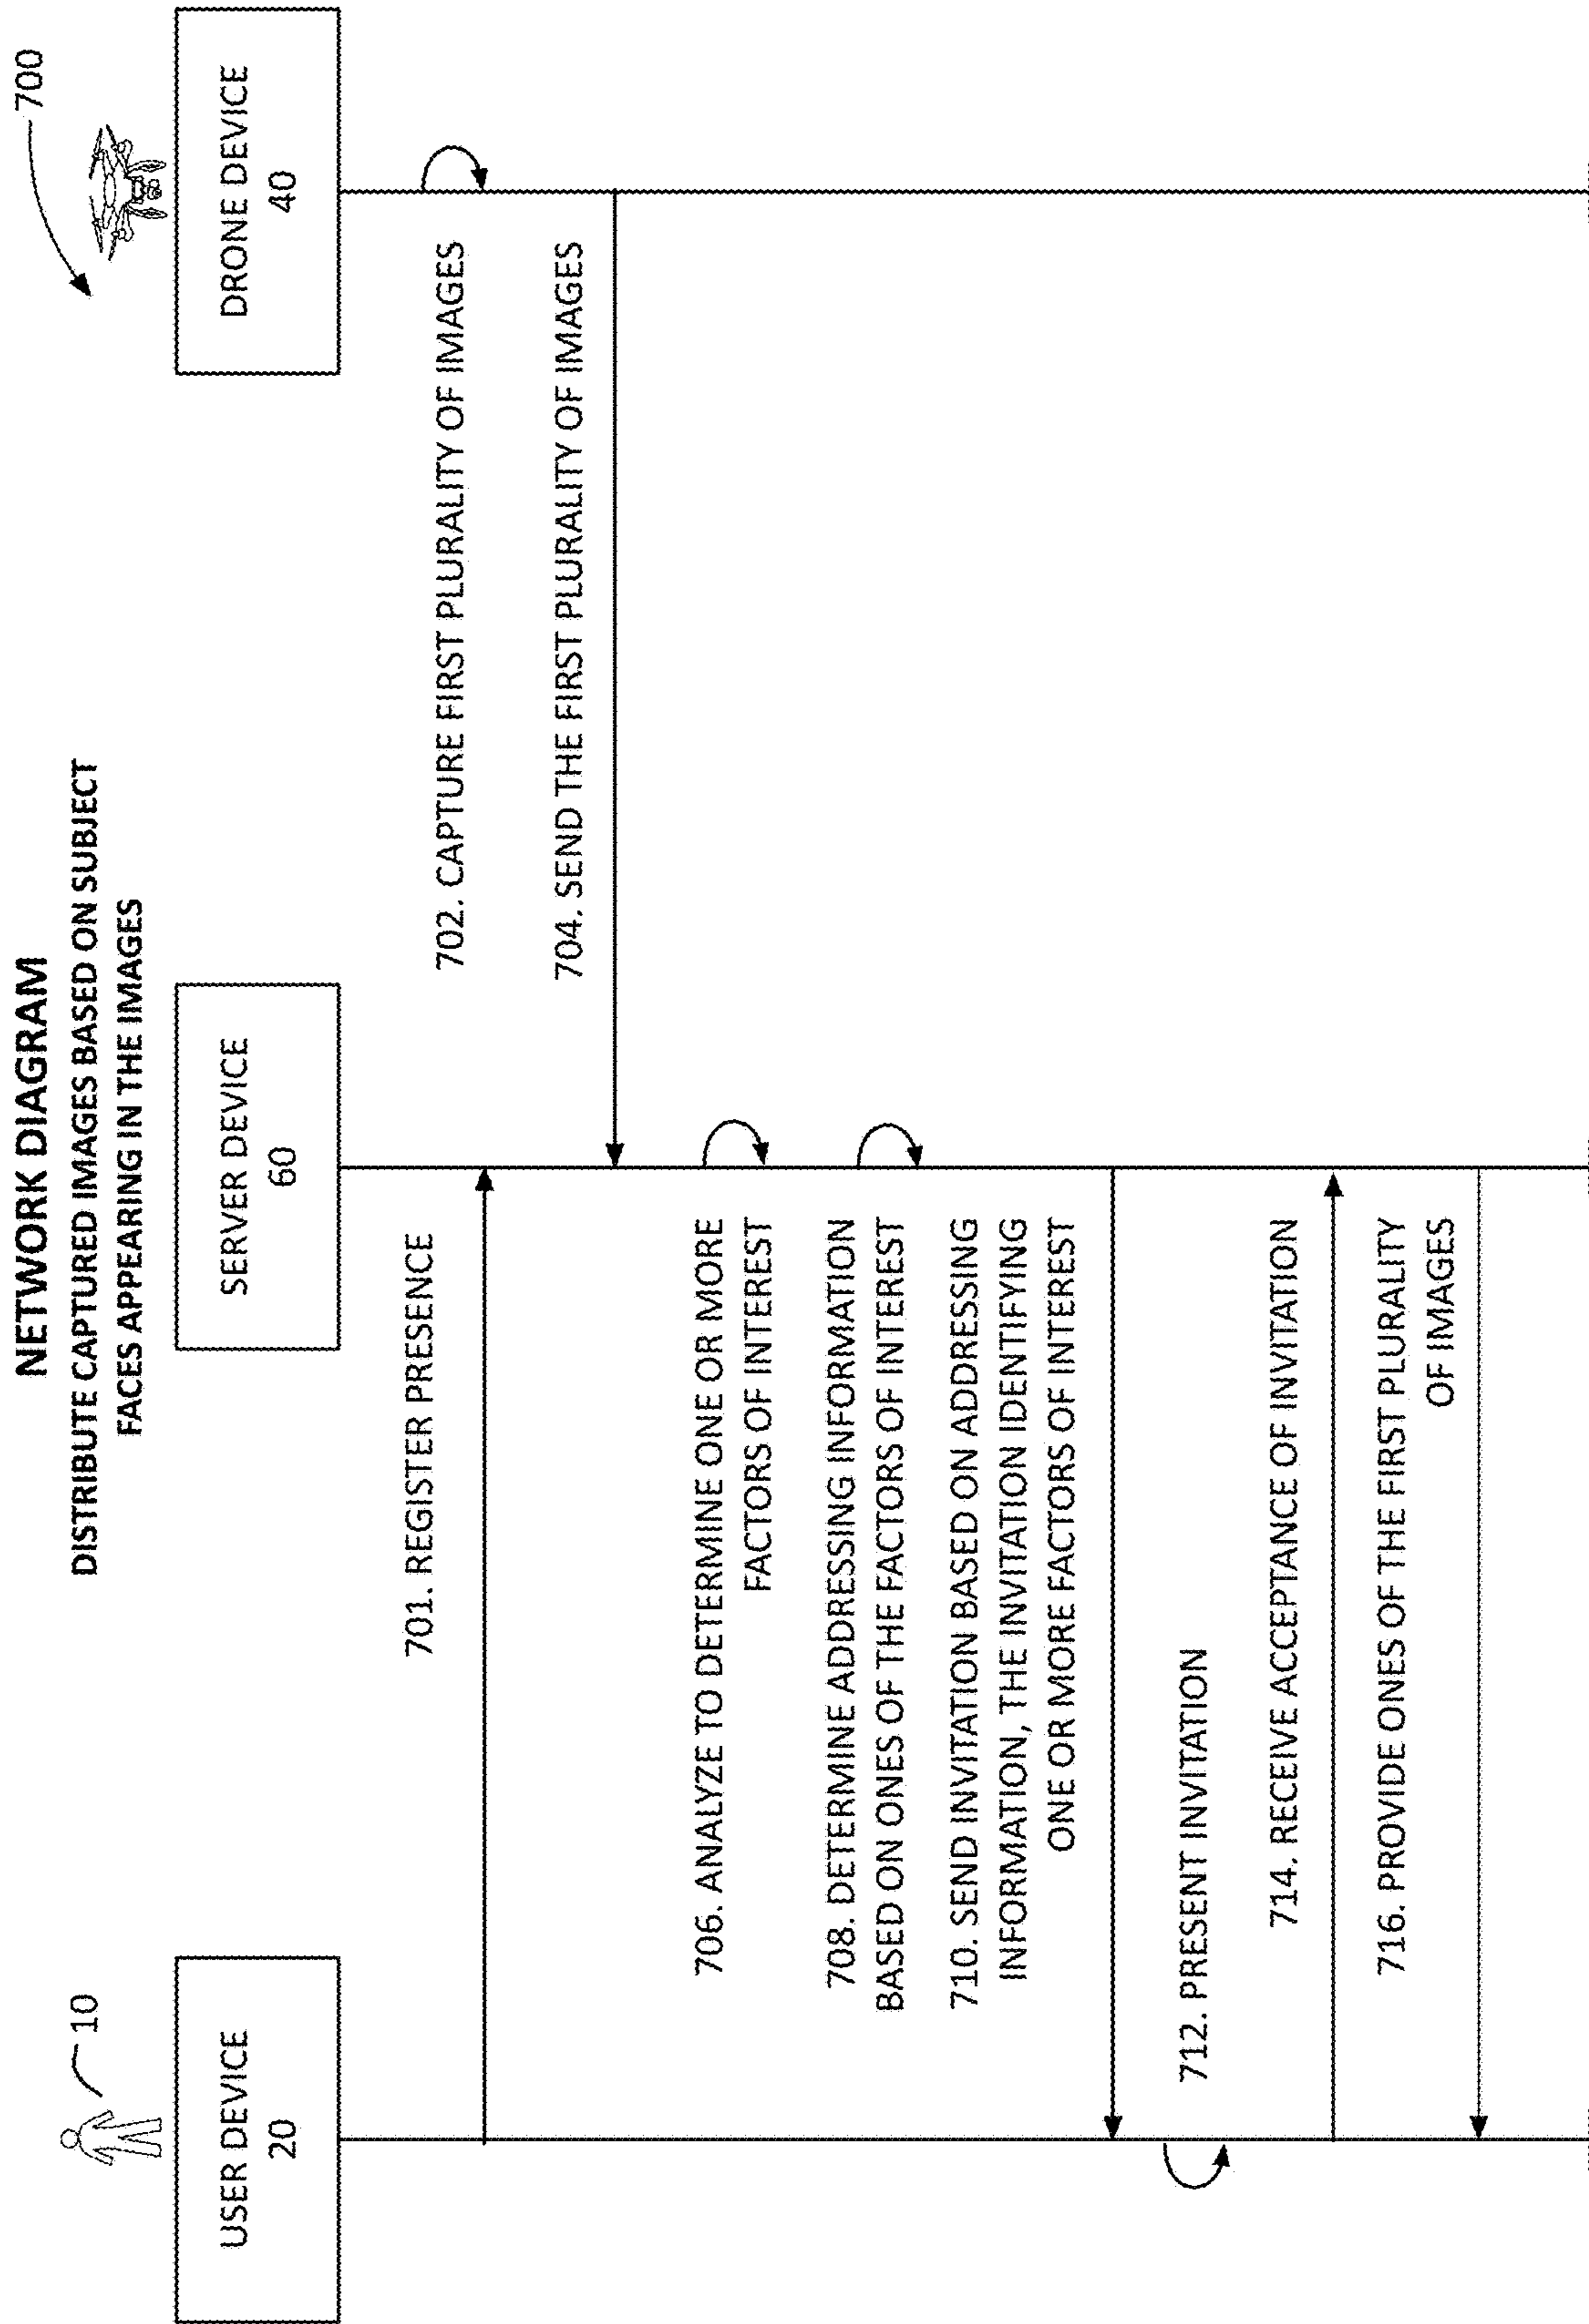 NETWORK DIAGRAM
DISTRIBUTE CAPTURED IMAGES BASED ON SUBJECT
FACES APPEARING IN THE IMAGES
700
10
USER DEVICE
20
SERVER DEVICE
60
DRONE DEVICE
40
701. REGISTER PRESENCE
702. CAPTURE FIRST PLURALITY OF IMAGES
704. SEND THE FIRST PLURALITY OF IMAGES
706. ANALYZE TO DETERMINE ONE OR MORE
FACTORS OF INTEREST
708. DETERMINE ADDRESSING INFORMATION
BASED ON ONES OF THE FACTORS OF INTEREST
710. SEND INVITATION BASED ON ADDRESSING
INFORMATION, THE INVITATION IDENTIFYING
ONE OR MORE FACTORS OF INTEREST
712. PRESENT INVITATION
714. RECEIVE ACCEPTANCE OF INVITATION
716. PROVIDE ONES OF THE FIRST PLURALITY
OF IMAGES